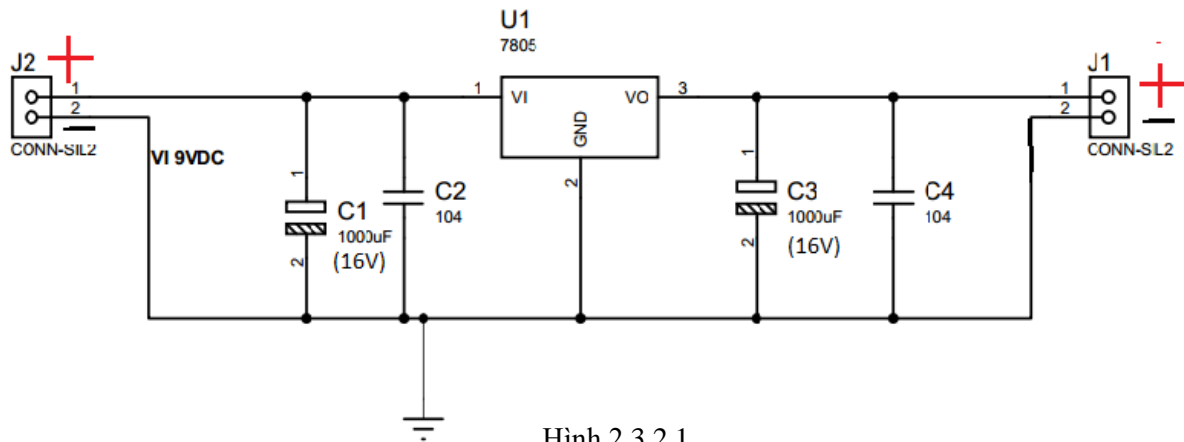 U1
7805
J2
1
2
CONN-SIL2
VI 9VDC
1
VI
VO
GND
3
2
J1
1
2
CONN-SIL2
1
C1
1000uF
(16V)
2
C2
104
1
C3
1000uF
(16V)
2
C4
104
Hình 2.3.2.1